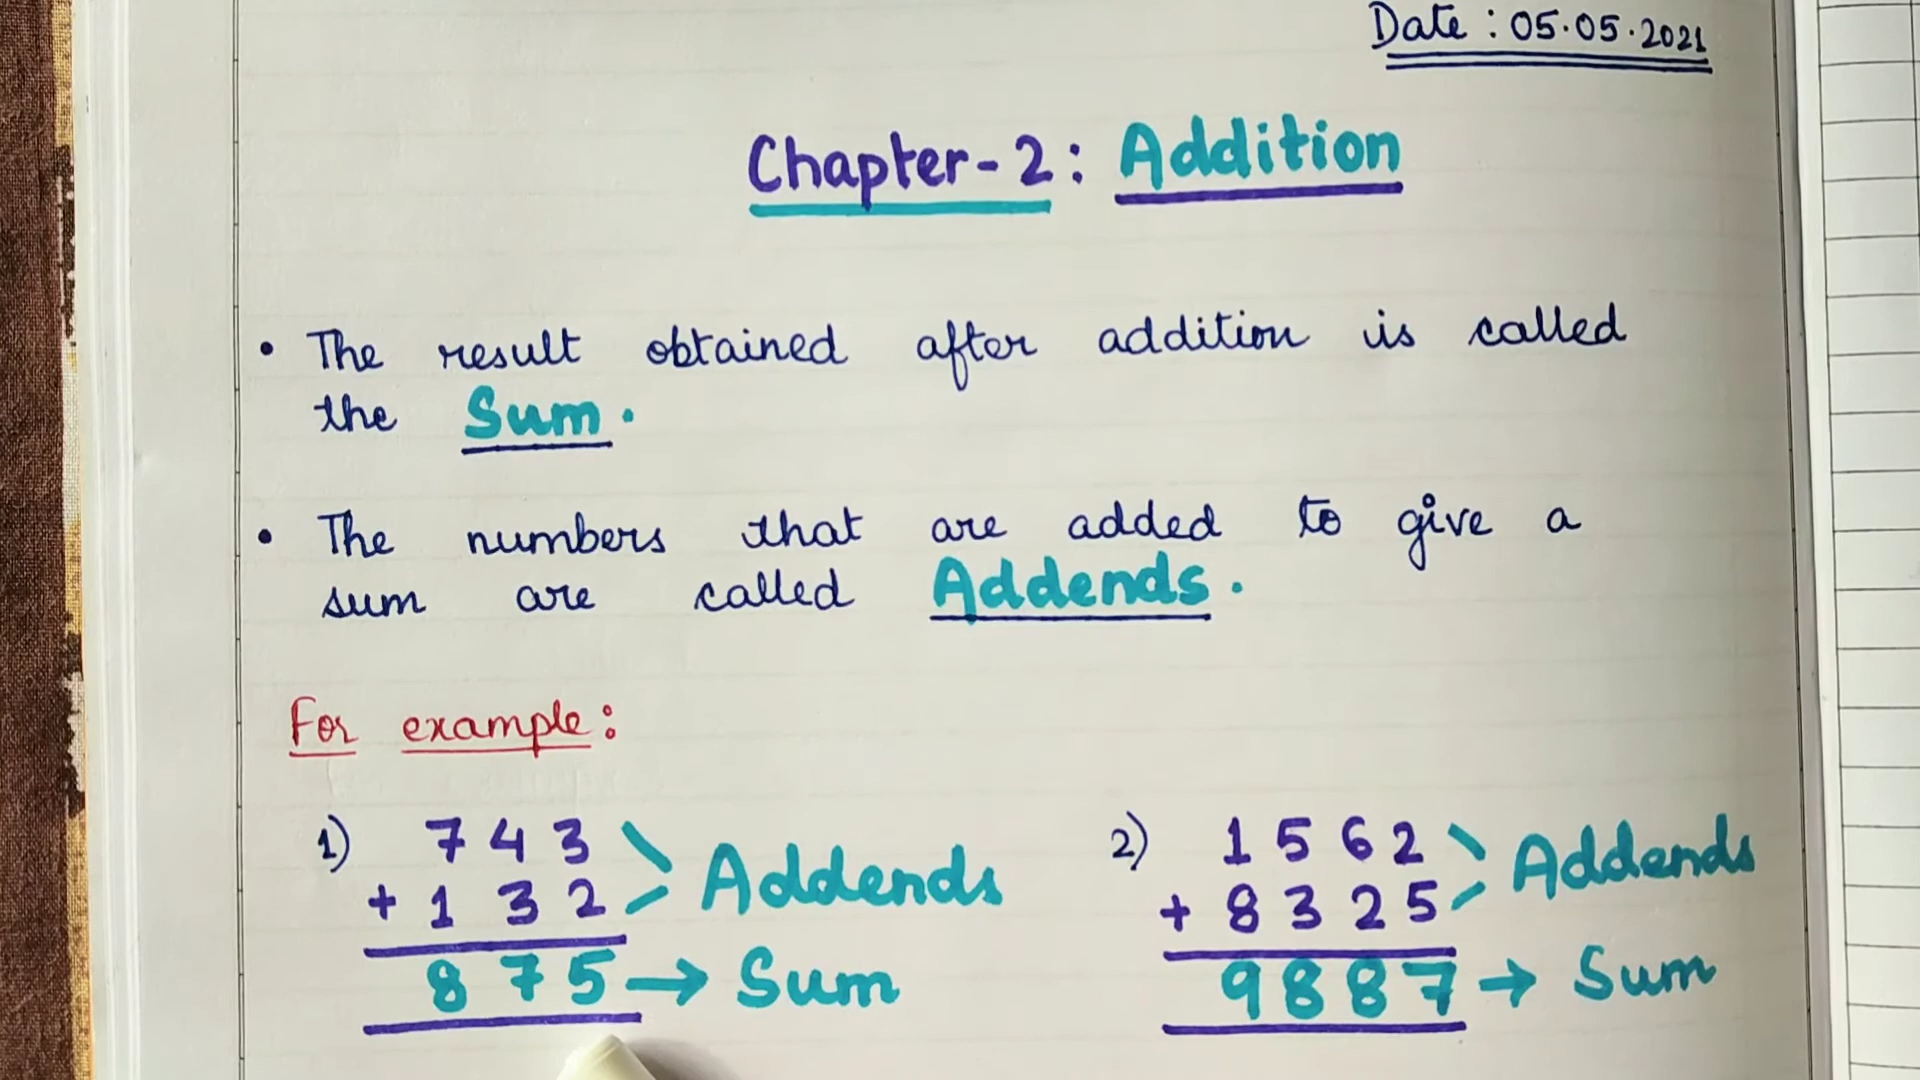 Date : 05.05.2021
Chapter-2: Addition
• The result obtained after addition is called
the Sum.
• The numbers that are added to give a
sum are called Addends.
For example:
1) 743
+ 132
Addends
875 → Sum
2) 1562
+ 8325
Addends
9887 → Sum